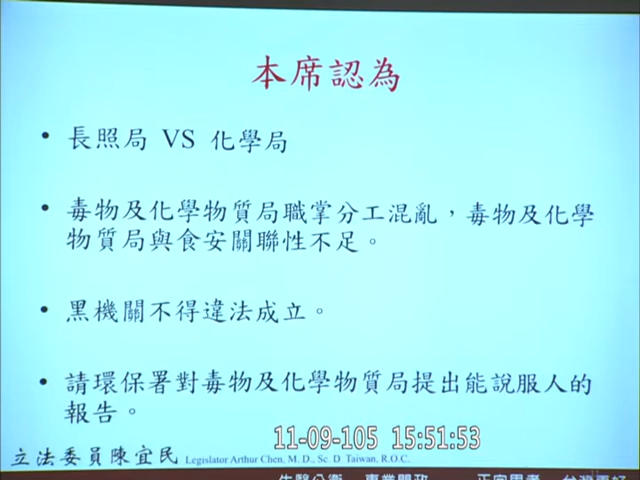 本席認為
• 長照局 VS 化學局
• 毒物及化學物質局職掌分工混亂，毒物及化學
物質局與食安關聯性不足。
• 黑機關不得違法成立。
• 請環保署對毒物及化學物質局提出能說服人的
報告。
11-09-105 15:51:53
立法委員陳宜民 Legislator Arthur Chen, M. D., Sc. D. Taiwan, R.O.C.